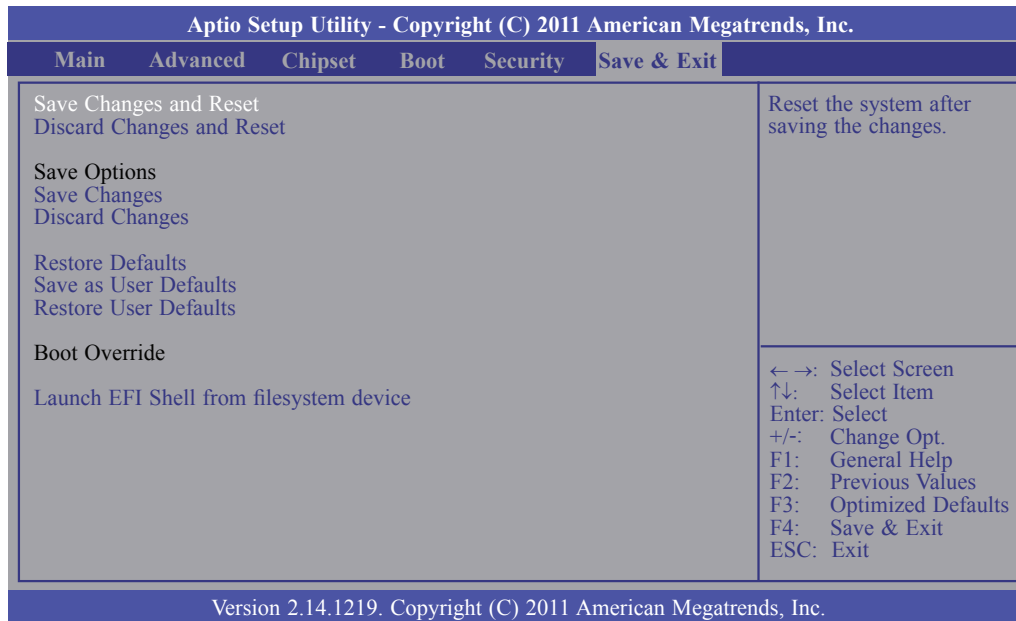 Aptio Setup Utility - Copyright (C) 2011 American Megatrends, Inc.
Main Advanced Chipset Boot Security Save & Exit
Save Changes and Reset
Discard Changes and Reset
Save Options
Save Changes
Discard Changes
Restore Defaults
Save as User Defaults
Restore User Defaults
Boot Override
Launch EFI Shell from filesystem device
Reset the system after
saving the changes.
← →: Select Screen
↑↓: Select Item
Enter: Select
+/-: Change Opt.
F1: General Help
F2: Previous Values
F3: Optimized Defaults
F4: Save & Exit
ESC: Exit
Version 2.14.1219. Copyright (C) 2011 American Megatrends, Inc.